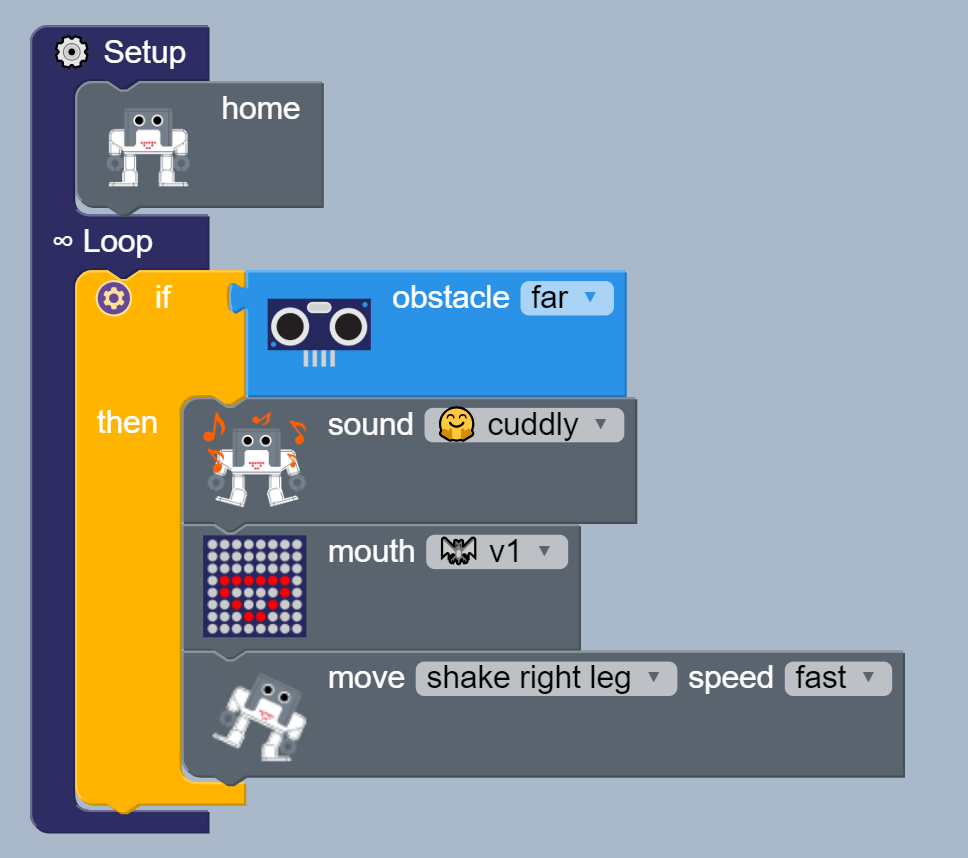 Setup
home
∞ Loop
if obstacle far
then sound cuddly
mouth v1
move shake right leg speed fast